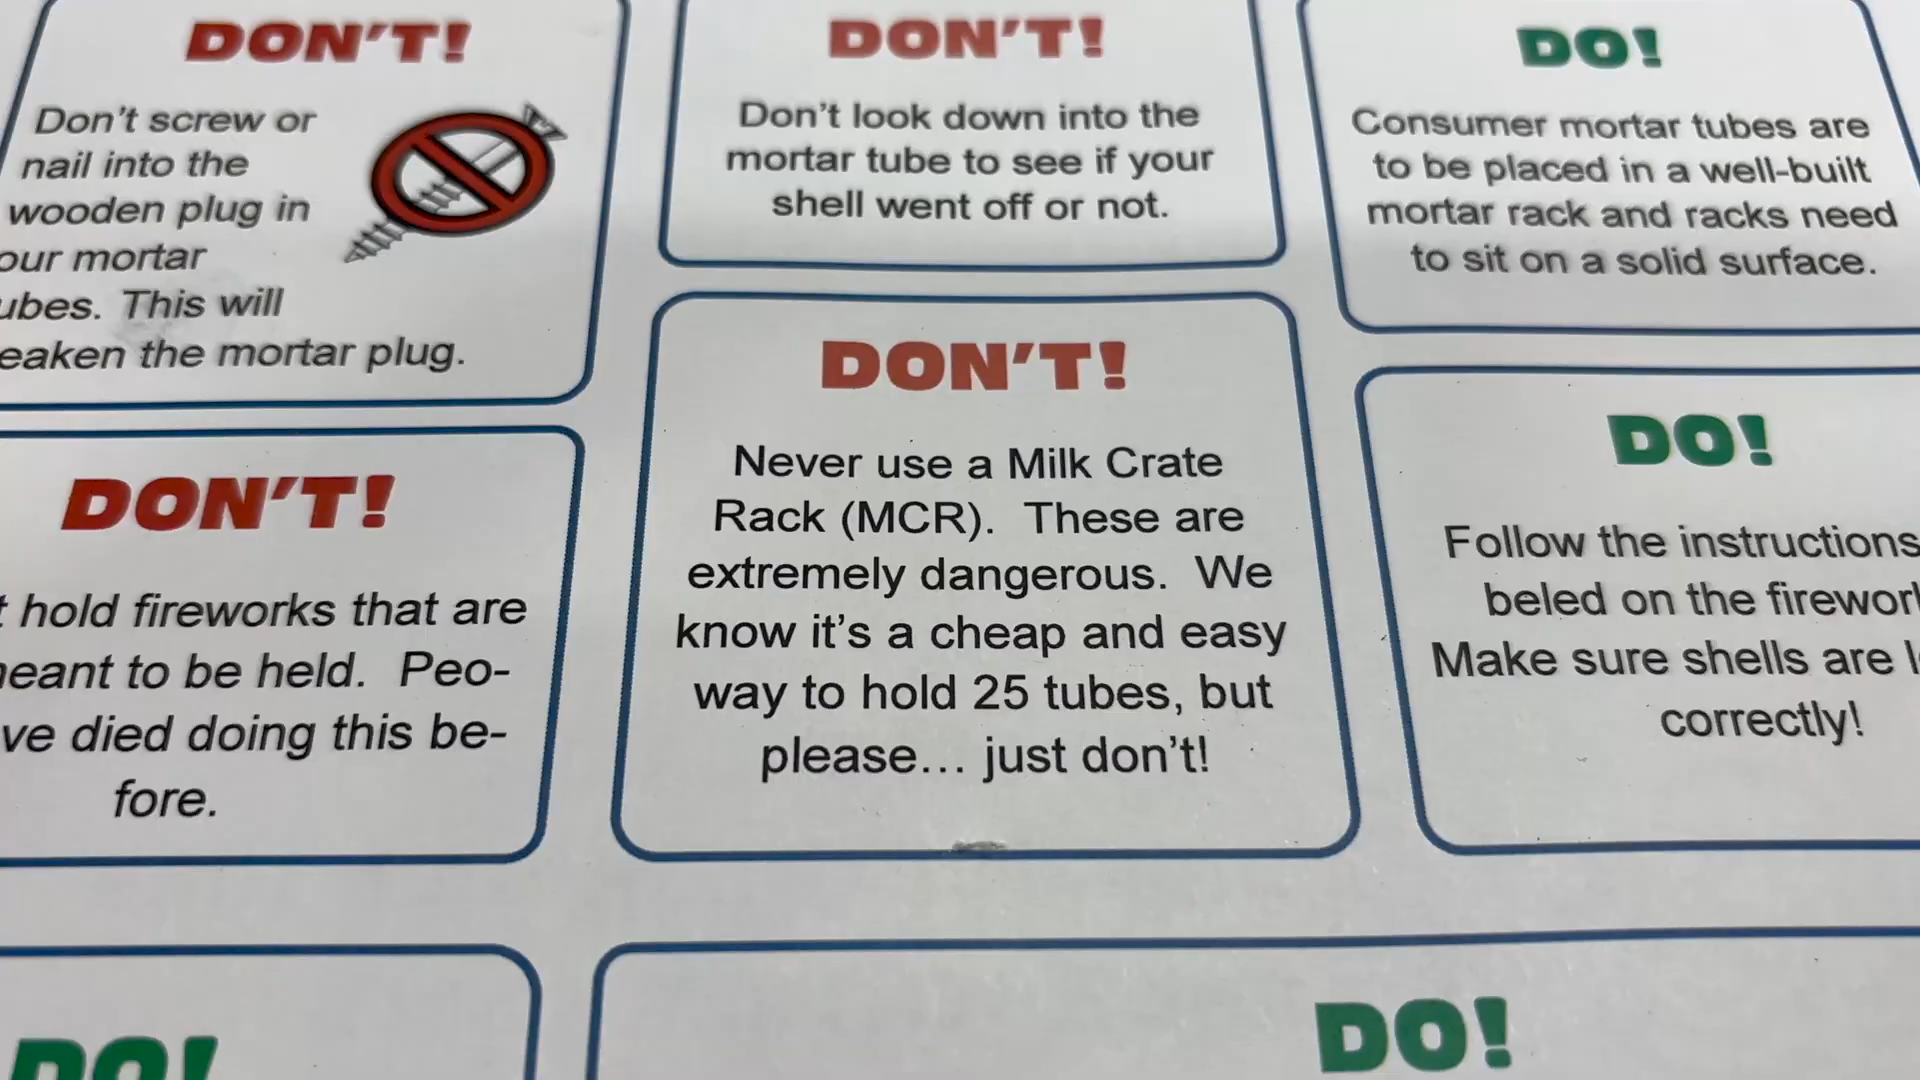 DON'T!
Don't screw or
nail into the
wooden plug in
our mortar
ubes. This will
eaken the mortar plug.
DON'T!
Don't look down into the
mortar tube to see if your
shell went off or not.
DO!
Consumer mortar tubes are
to be placed in a well-built
mortar rack and racks need
to sit on a solid surface.
DON'T!
hold fireworks that are
eant to be held. Peo-
ve died doing this be-
fore.
DON'T!
Never use a Milk Crate
Rack (MCR). These are
extremely dangerous. We
know it's a cheap and easy
way to hold 25 tubes, but
please... just don't!
DO!
Follow the instructions
beled on the firewor
Make sure shells are
correctly!
DO!
DO!